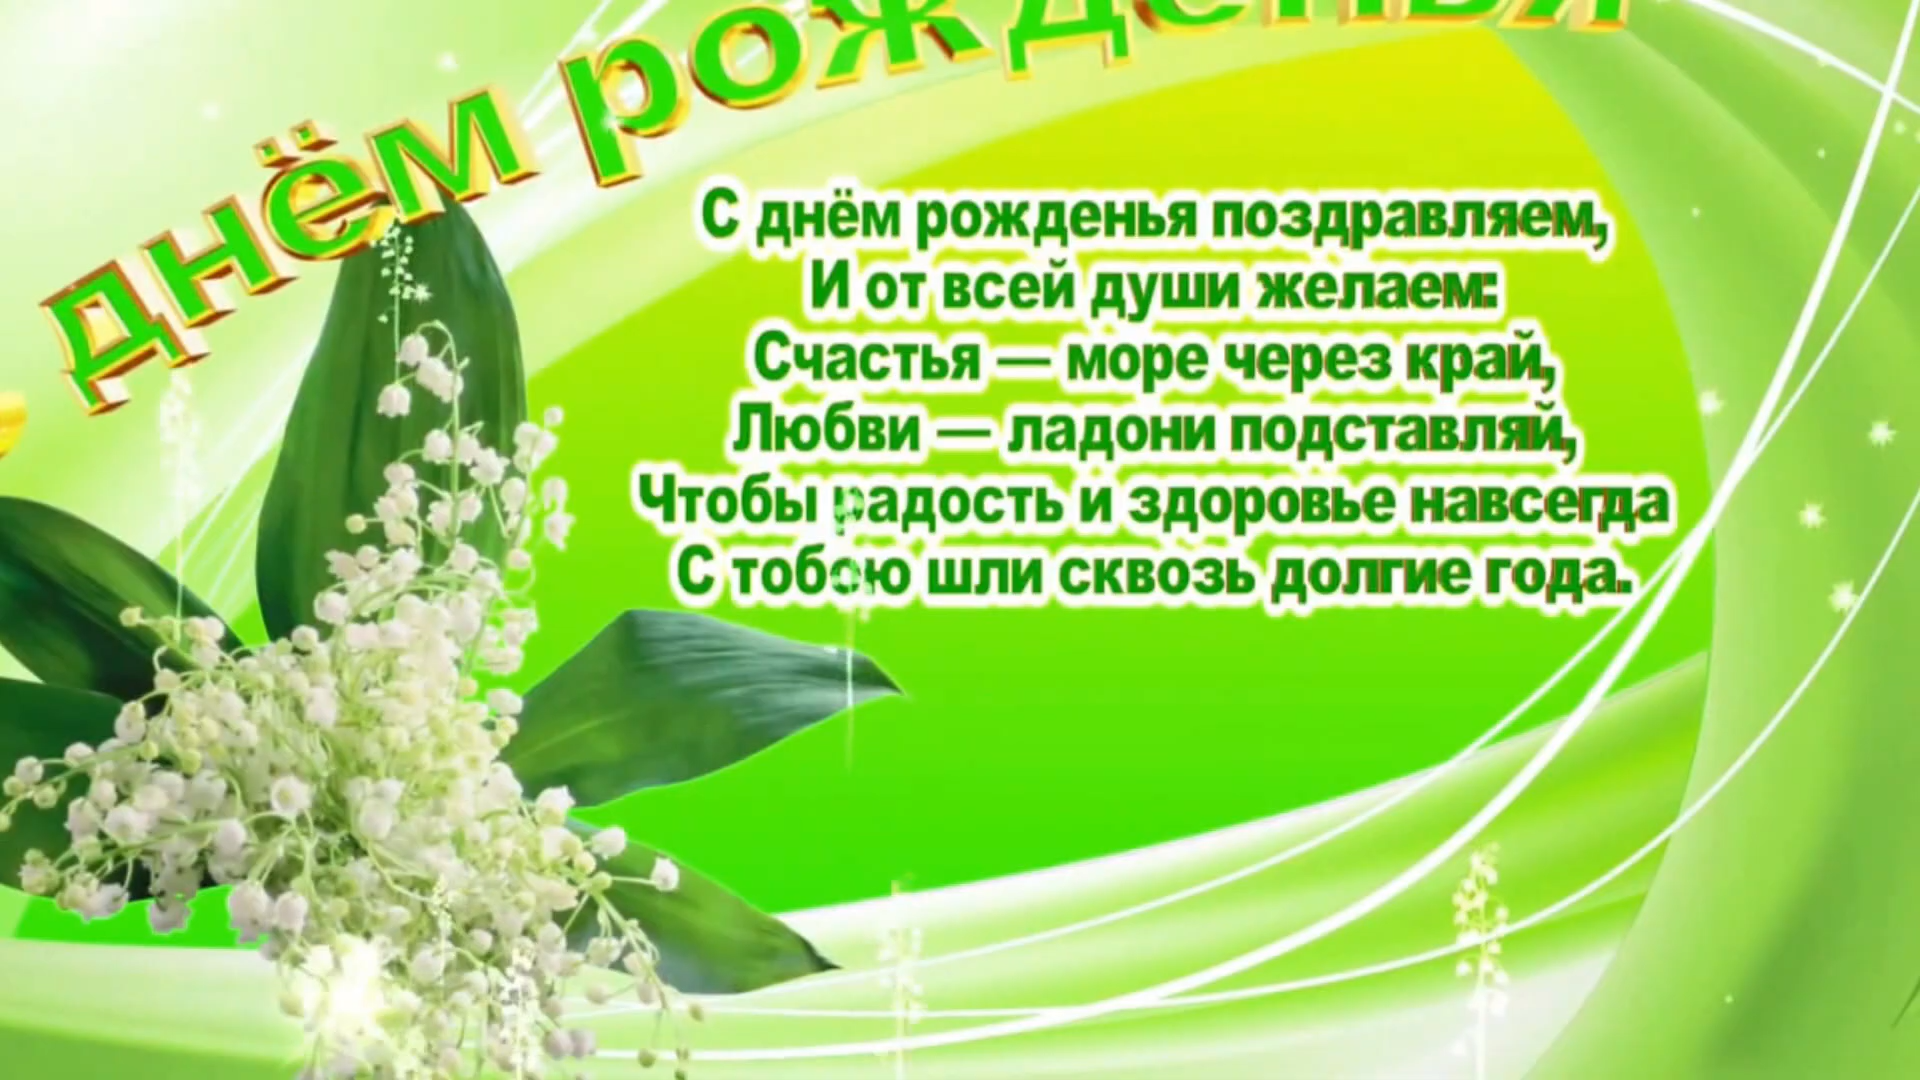 днём рожденья
С днём рожденья поздравляем,
И от всей души желаем:
Счастья — море через край,
Любви — ладони подставляй,
Чтобы радость и здоровье навсегда
С тобою шли сквозь долгие года.